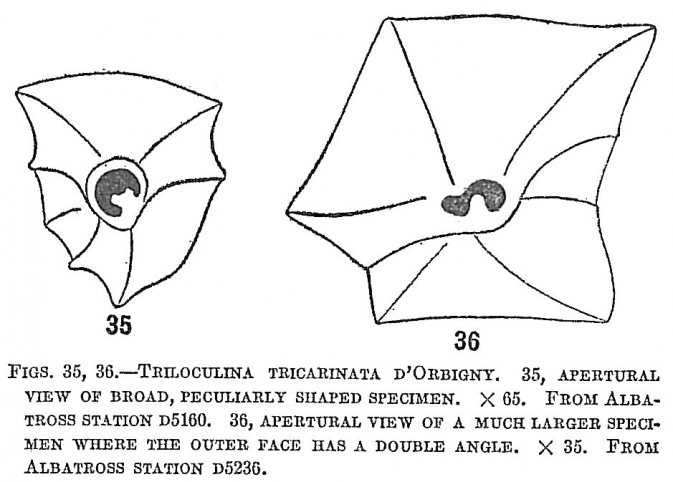 35
36
FIGS. 35, 36.—TRILOCULINA TRICARINATA D'ORBIGNY. 35, APERTURAL
VIEW OF BROAD, PECULIARLY SHAPED SPECIMEN. × 65. FROM ALBA-
TROSS STATION D5160. 36, APERTURAL VIEW OF A MUCH LARGER SPECI-
MEN WHERE THE OUTER FACE HAS A DOUBLE ANGLE. × 35. FROM
ALBATROSS STATION D5236.